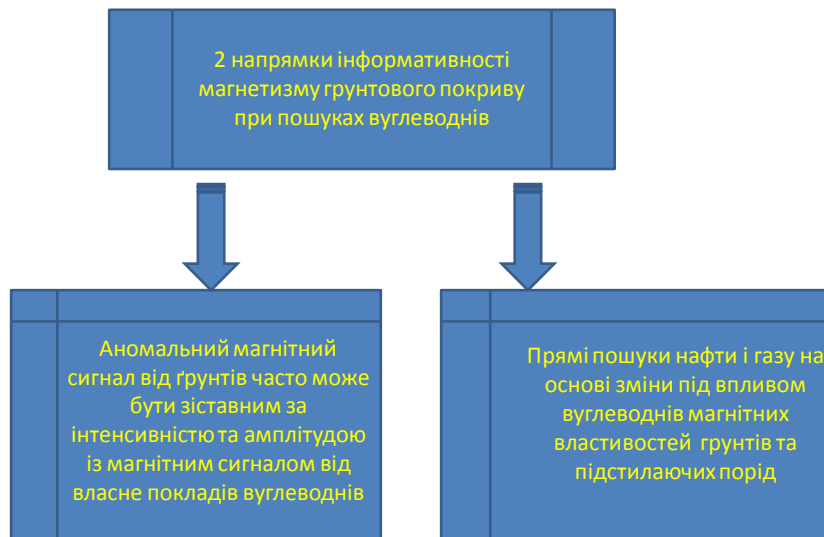 2 напрямки інформативності
магнетизму грунтового покриву
при пошуках вуглеводнів
Аномальний магнітний
сигнал від ґрунтів часто може
бути зіставним за
інтенсивністю та амплітудою
із магнітним сигналом від
власне покладів вуглеводнів
Прямі пошуки нафти і газу на
основі зміни під впливом
вуглеводнів магнітних
властивостей грунтів та
підстилаючих порід